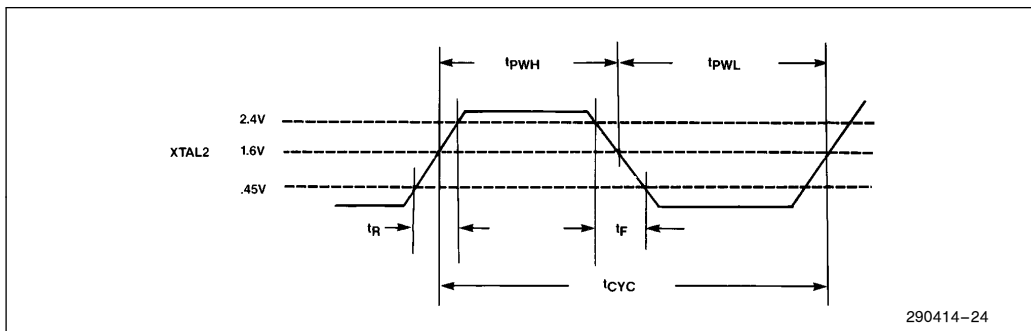 tPWH tPWL
2.4V
XTAL2 1.6V
.45V
tR tF
tCYC
290414-24